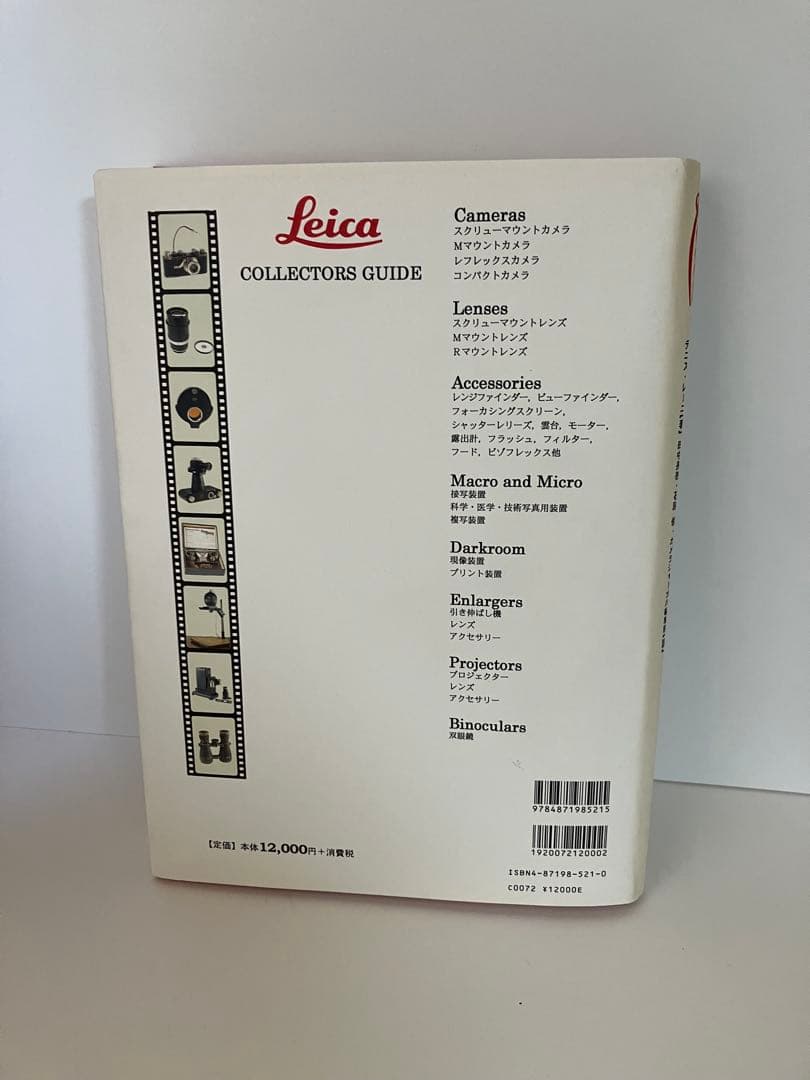 Leica
COLLECTORS GUIDE
Cameras
スクリューマウントカメラ
Mマウントカメラ
レフレックスカメラ
コンパクトカメラ
Lenses
スクリューマウントレンズ
Mマウントレンズ
Rマウントレンズ
Accessories
レンジファインダー，ビューファインダー，
フォーカシングスクリーン，
シャッターレリーズ，雲台，モーター，
露出計，フラッシュ，フィルター，
フード，ビゾフレックス他
Macro and Micro
接写装置
科学・医学・技術写真用装置
複写装置
Darkroom
現像装置
プリント装置
Enlargers
引き伸ばし機
レンズ
アクセサリー
Projectors
プロジェクター
レンズ
アクセサリー
Binoculars
双眼鏡
9784871985215
1920072120002
ISBN4-87198-521-0
C0072 ¥12000E
【定価】本体12,000円＋消費税